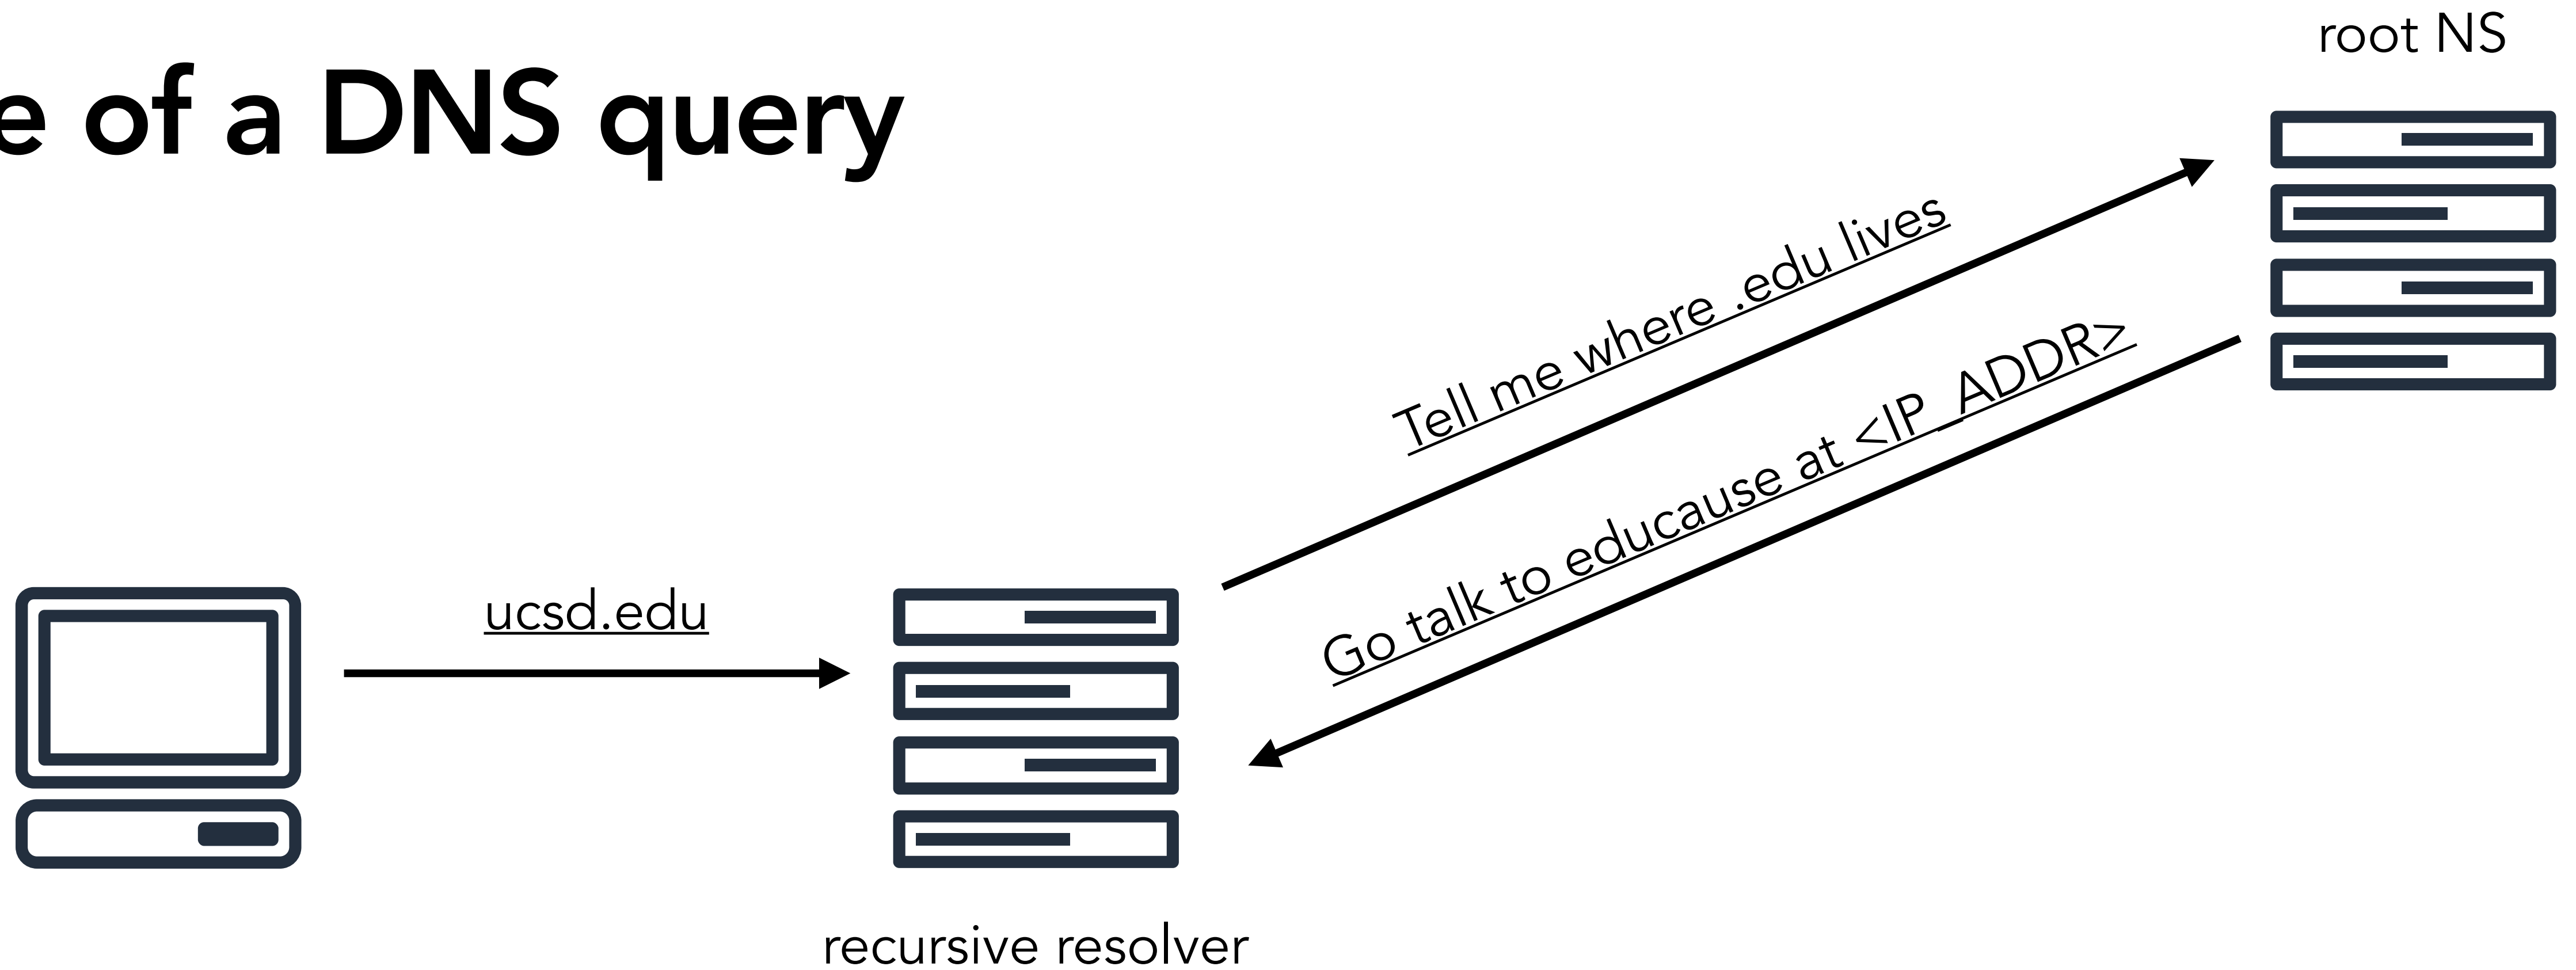 e of a DNS query
root NS
Tell me where .edu lives
Go talk to educause at <IP_ADDR>
ucsd.edu
recursive resolver